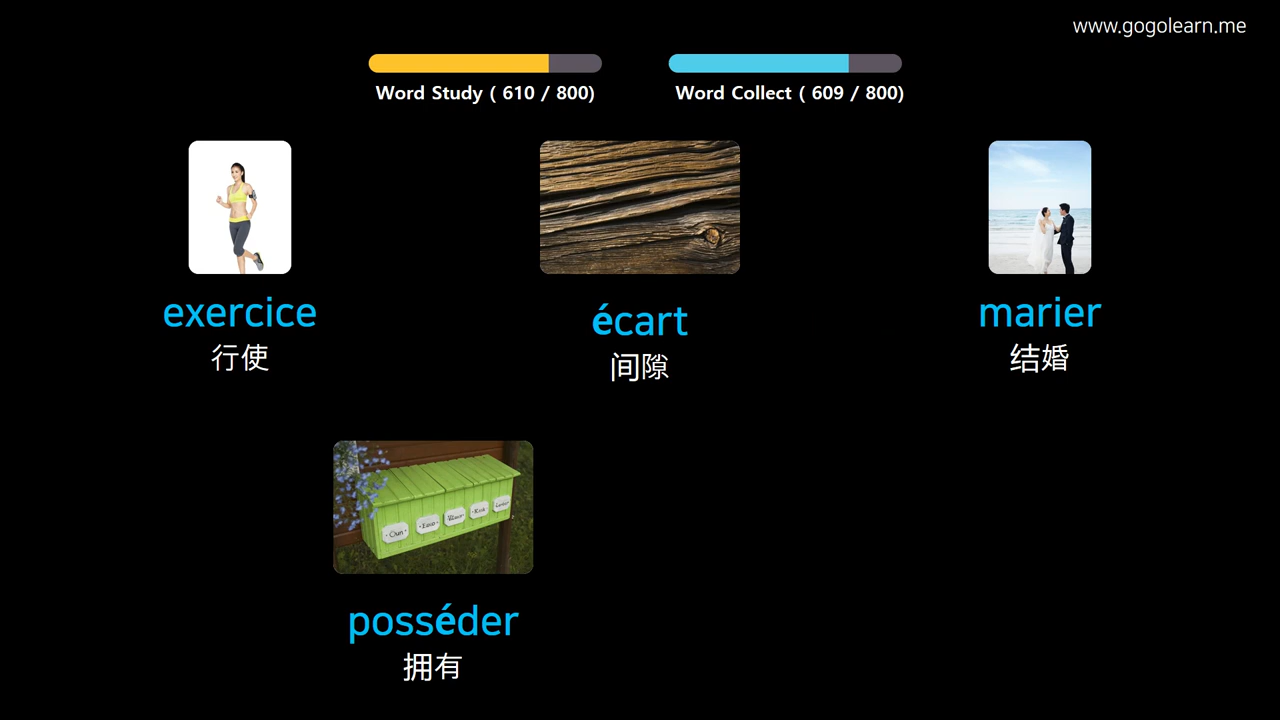 www.gogolearn.me
Word Study ( 610 / 800)
Word Collect ( 609 / 800)
exercice
行使
écart
间隙
marier
结婚
posséder
拥有